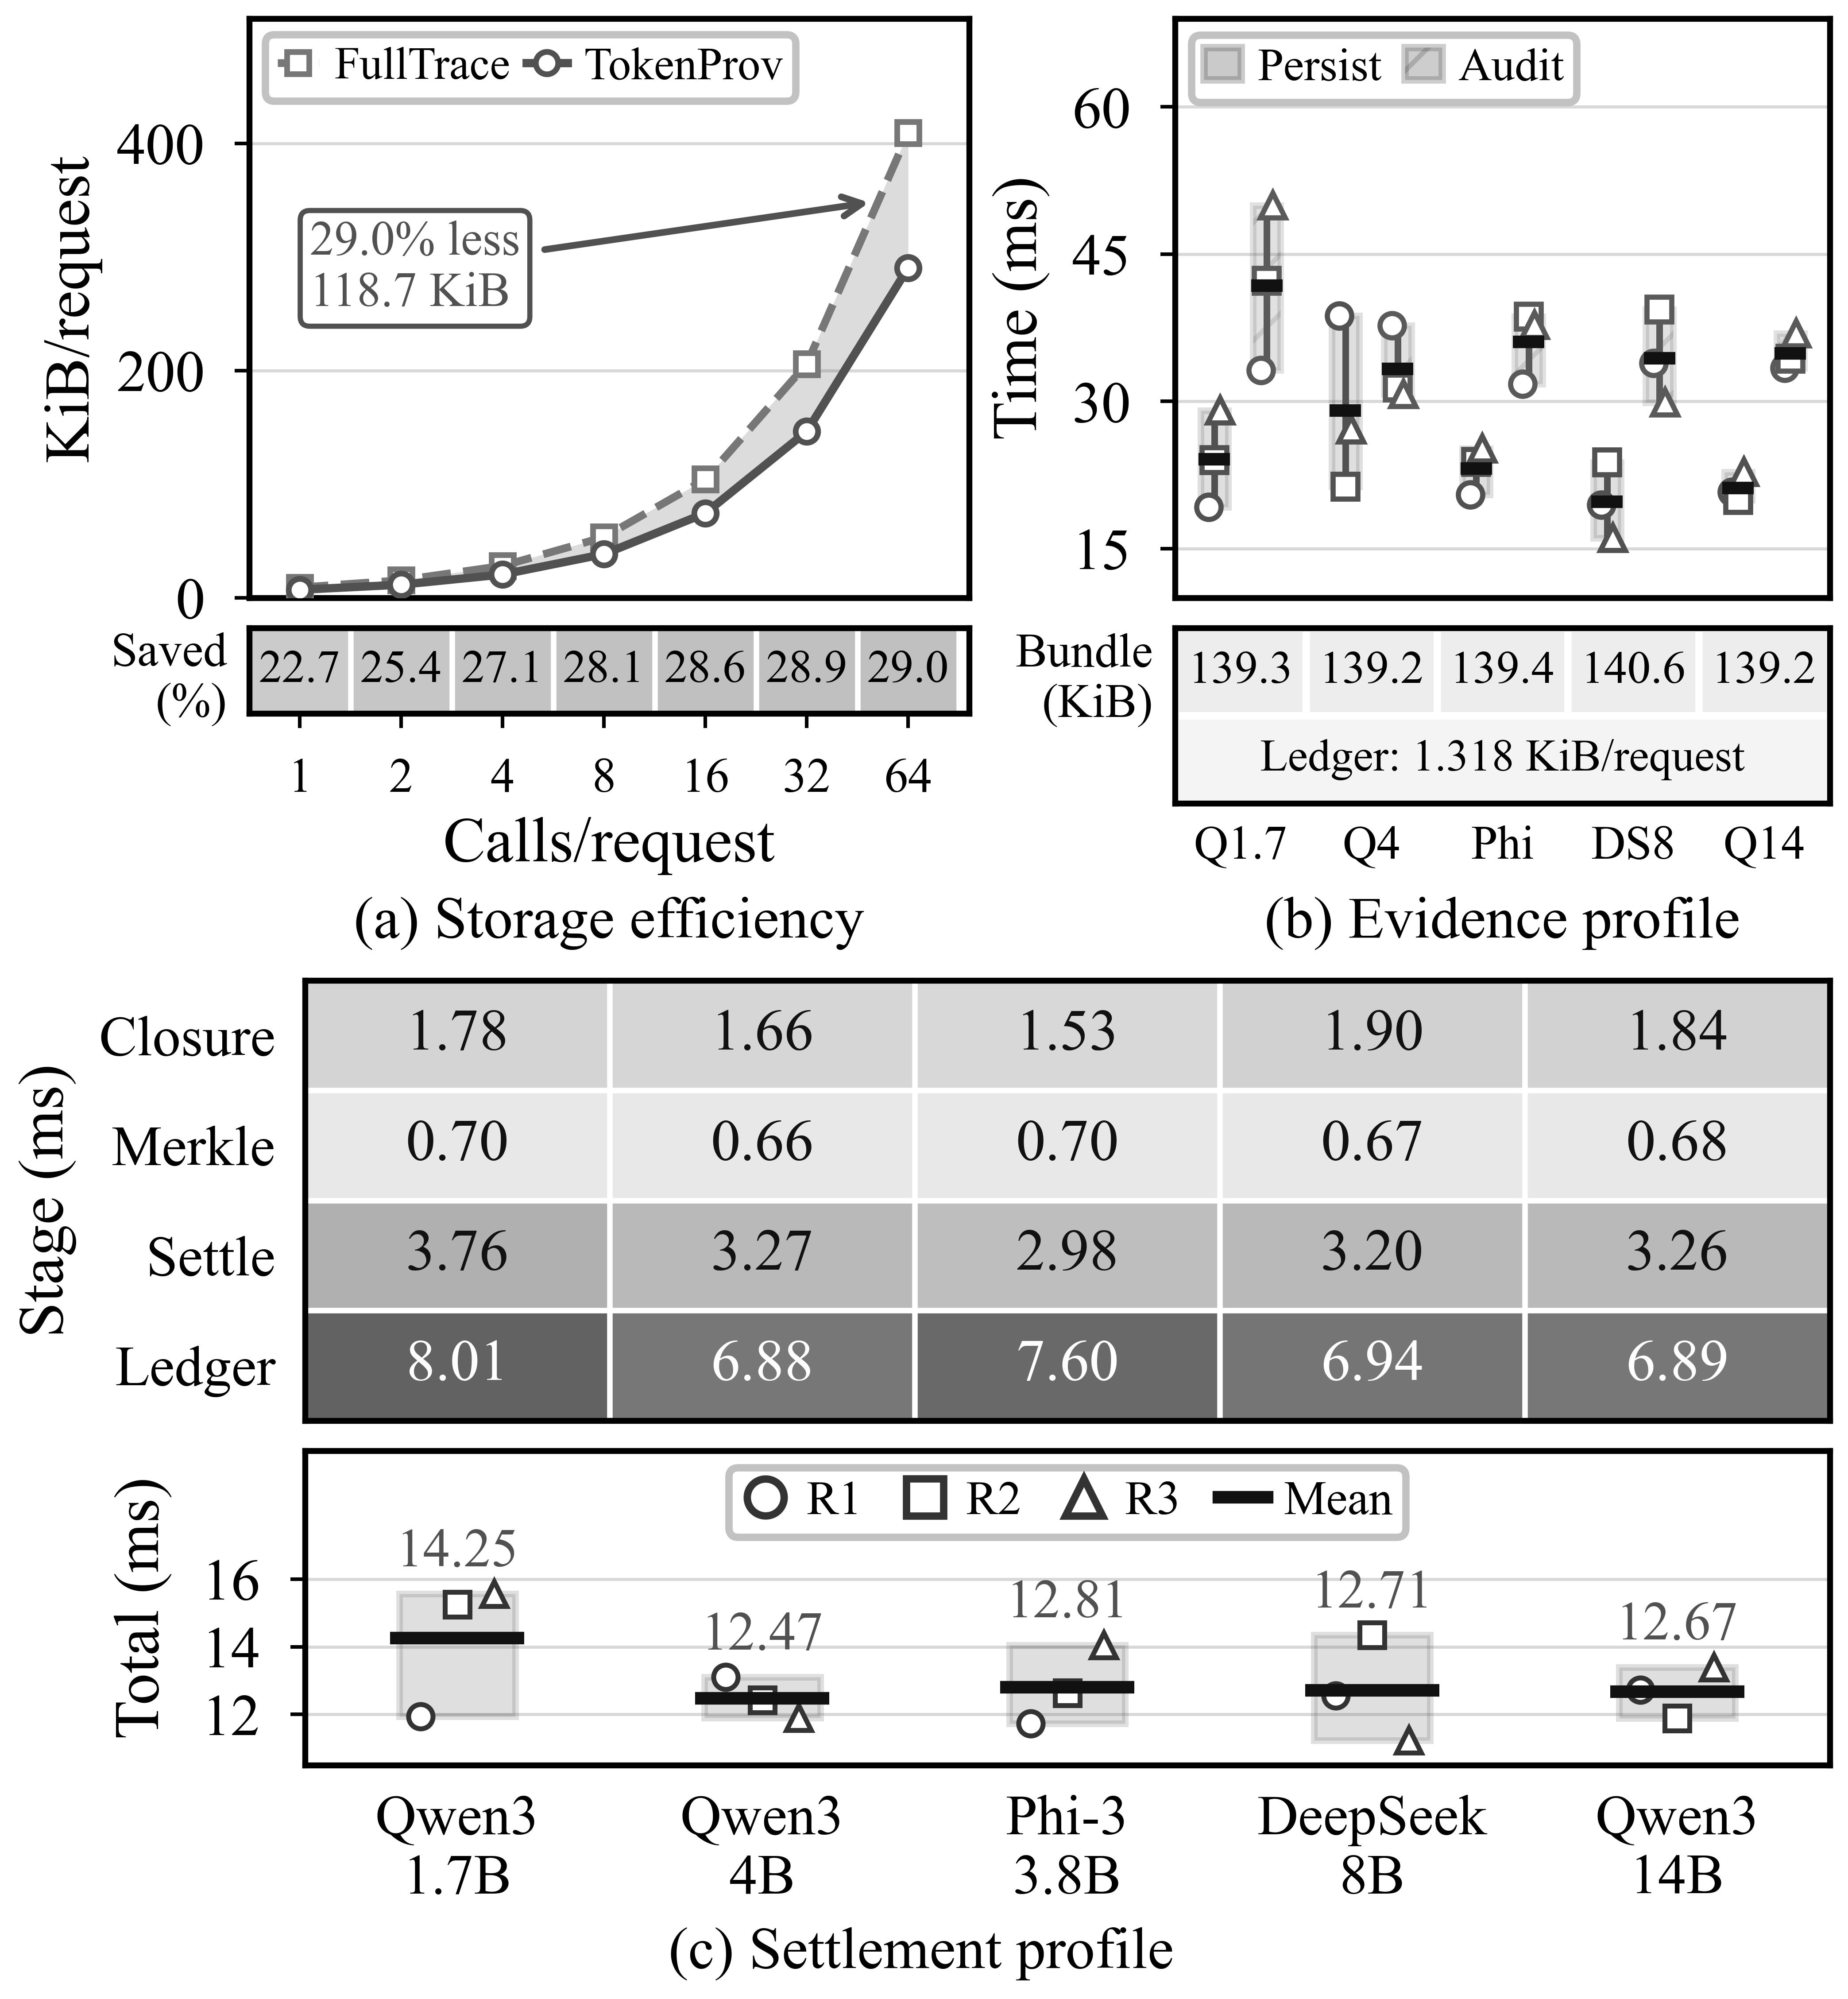 FullTrace TokenProv
400
200
0
KiB/request
29.0% less
118.7 KiB
Saved
(%)
22.7 25.4 27.1 28.1 28.6 28.9 29.0
1 2 4 8 16 32 64
Calls/request
(a) Storage efficiency
Persist Audit
60
45
30
15
Time (ms)
Bundle
(KiB)
139.3 139.2 139.4 140.6 139.2
Ledger: 1.318 KiB/request
Q1.7 Q4 Phi DS8 Q14
(b) Evidence profile
Stage (ms)
Closure 1.78 1.66 1.53 1.90 1.84
Merkle 0.70 0.66 0.70 0.67 0.68
Settle 3.76 3.27 2.98 3.20 3.26
Ledger 8.01 6.88 7.60 6.94 6.89
Total (ms)
R1 R2 R3 Mean
16
14
12
14.25 12.47 12.81 12.71 12.67
Qwen3 Qwen3 Phi-3 DeepSeek Qwen3
1.7B 4B 3.8B 8B 14B
(c) Settlement profile